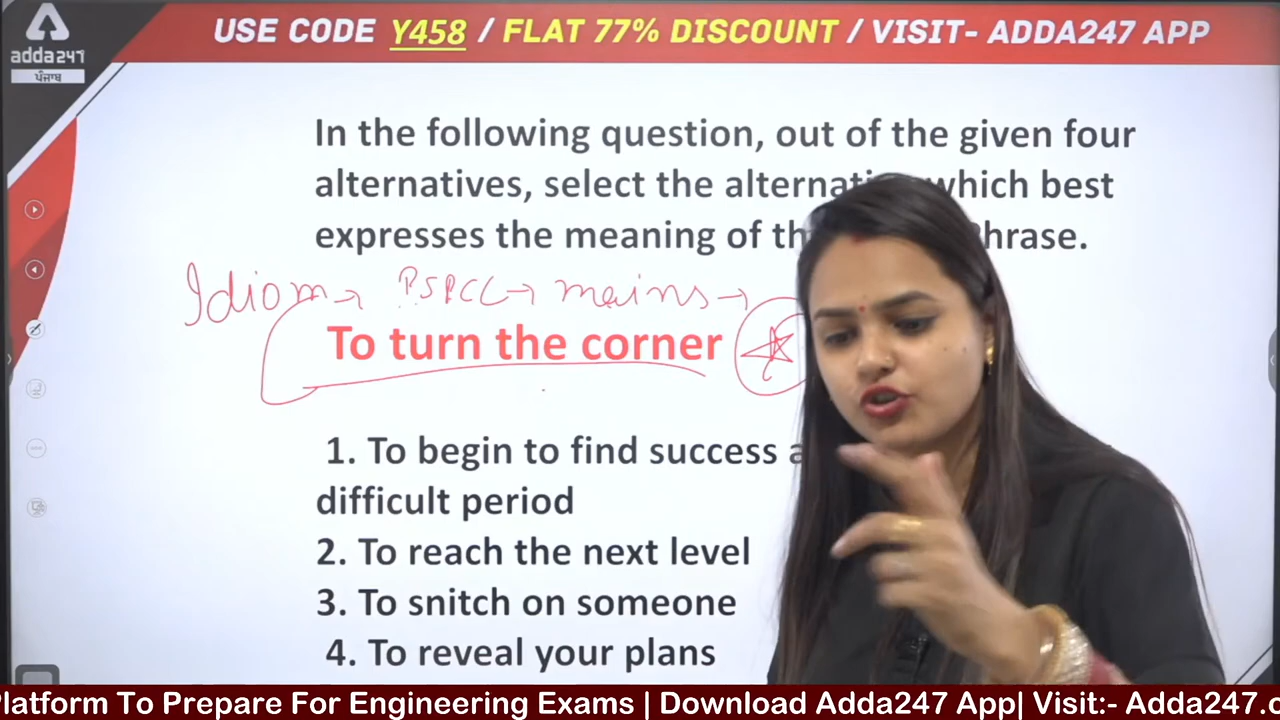 USE CODE Y458 / FLAT 77% DISCOUNT / VISIT- ADDA247 APP
adda247
ਪੰਜਾਬ
In the following question, out of the given four
alternatives, select the alternati which best
expresses the meaning of th hrase.
Idiom → PSPCL → mains →
To turn the corner
1. To begin to find success a
difficult period
2. To reach the next level
3. To snitch on someone
4. To reveal your plans
Platform To Prepare For Engineering Exams | Download Adda247 App| Visit:- Adda247.c